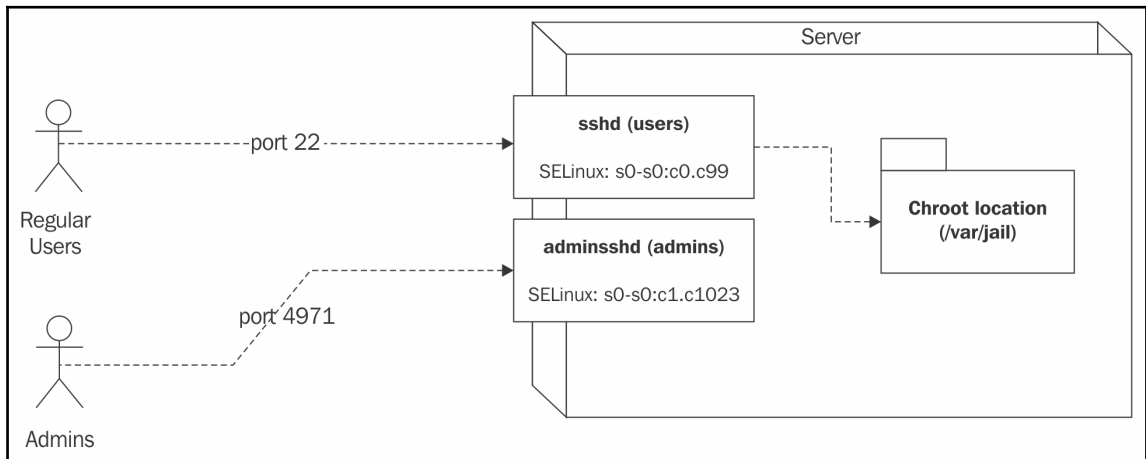 Server
Regular
Users
port 22
sshd (users)
SELinux: s0-s0:c0.c99
Chroot location
(/var/jail)
adminsshd (admins)
SELinux: s0-s0:c1.c1023
port 4971
Admins